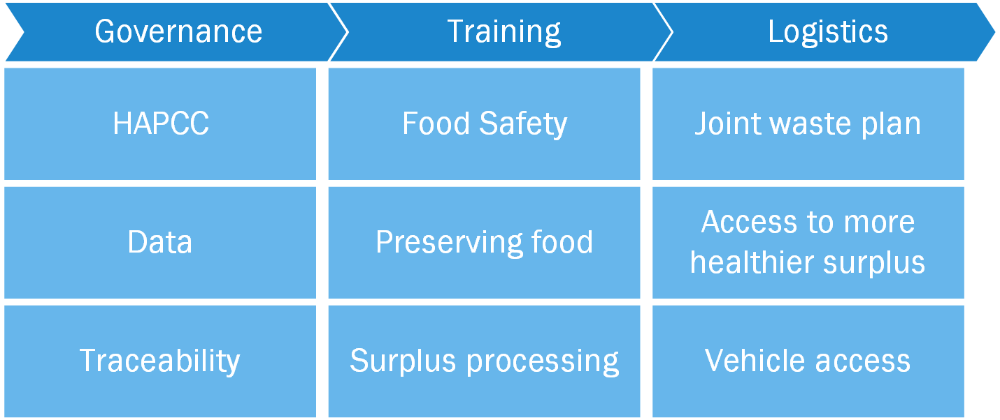 Governance
Training
Logistics
HAPCC
Food Safety
Joint waste plan
Data
Preserving food
Access to more
healthier surplus
Traceability
Surplus processing
Vehicle access